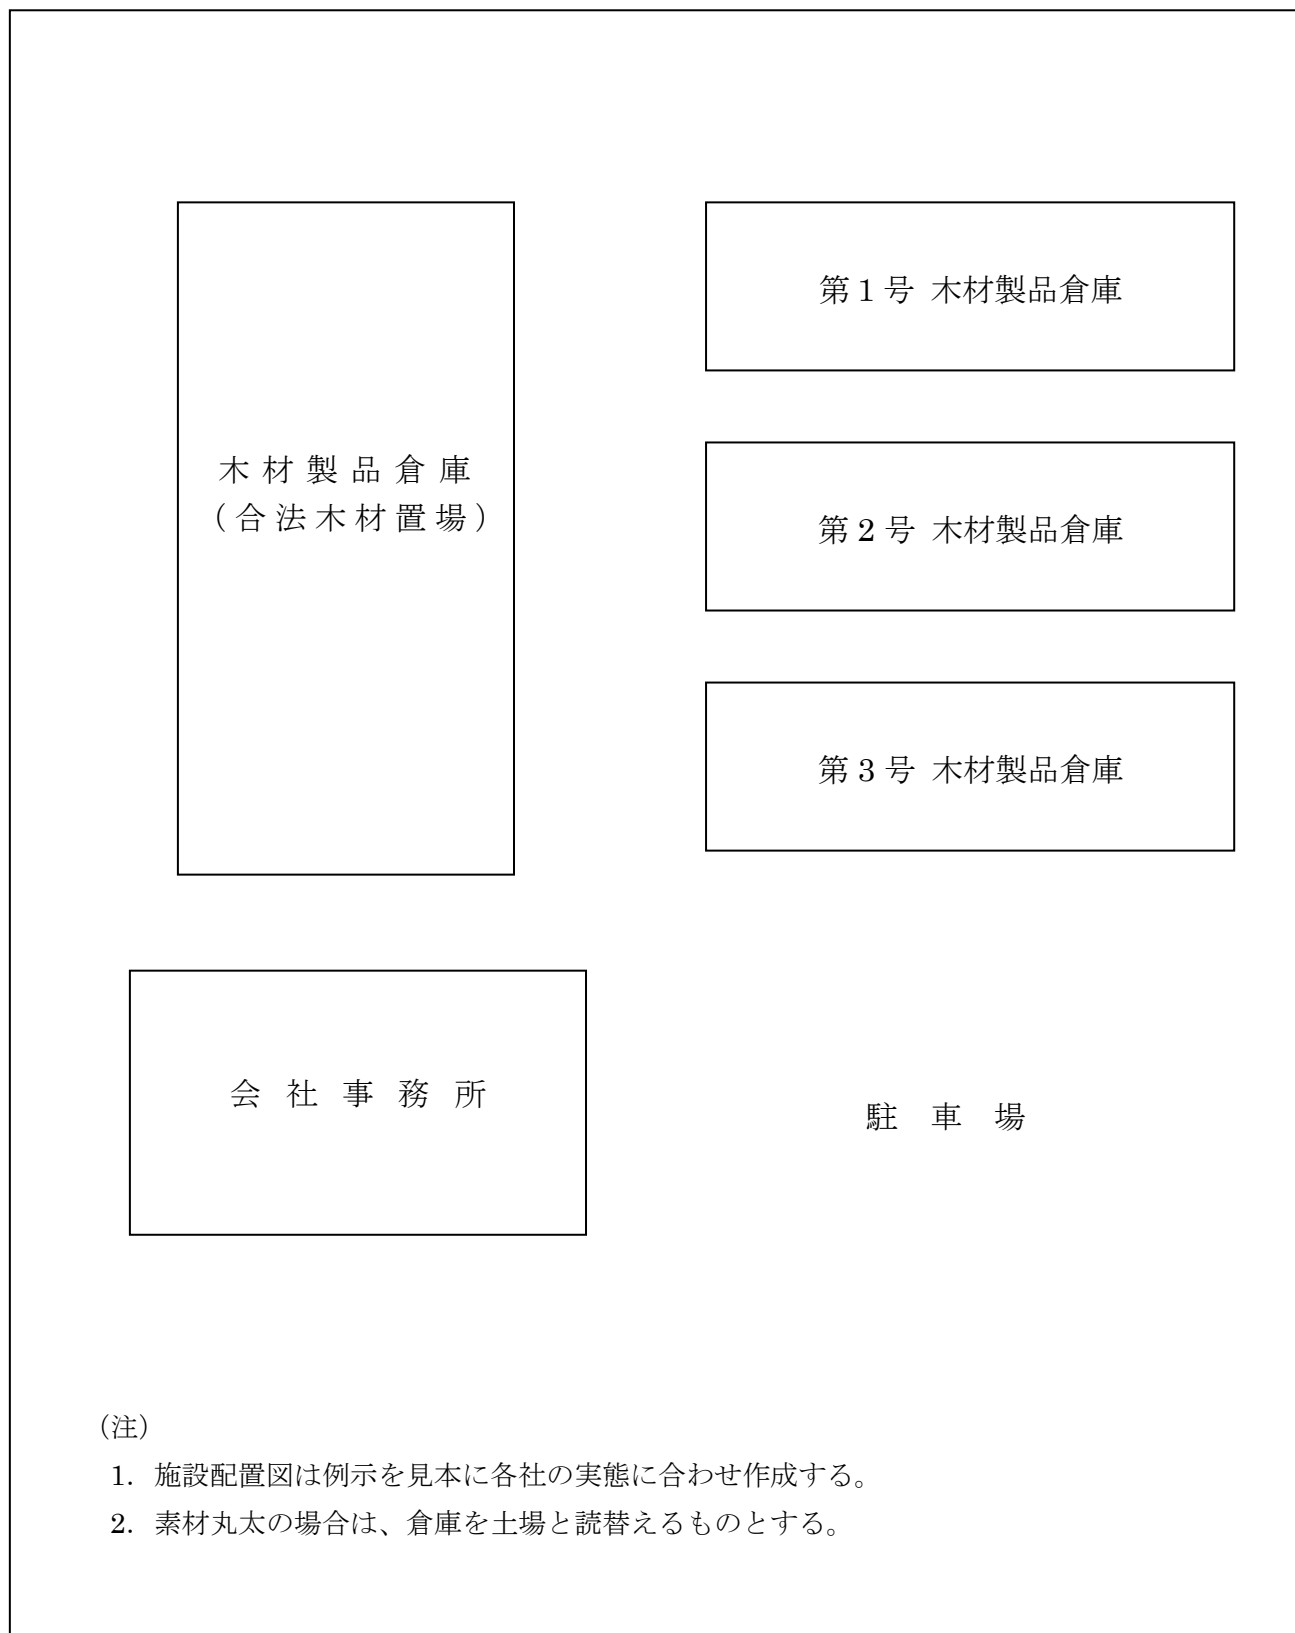 木材製品倉庫
（合法木材置場）
第1号 木材製品倉庫
第2号 木材製品倉庫
第3号 木材製品倉庫
会社事務所
駐車場
（注）
1. 施設配置図は例示を見本に各社の実態に合わせ作成する。
2. 素材丸太の場合は、倉庫を土場と読替えるものとする。